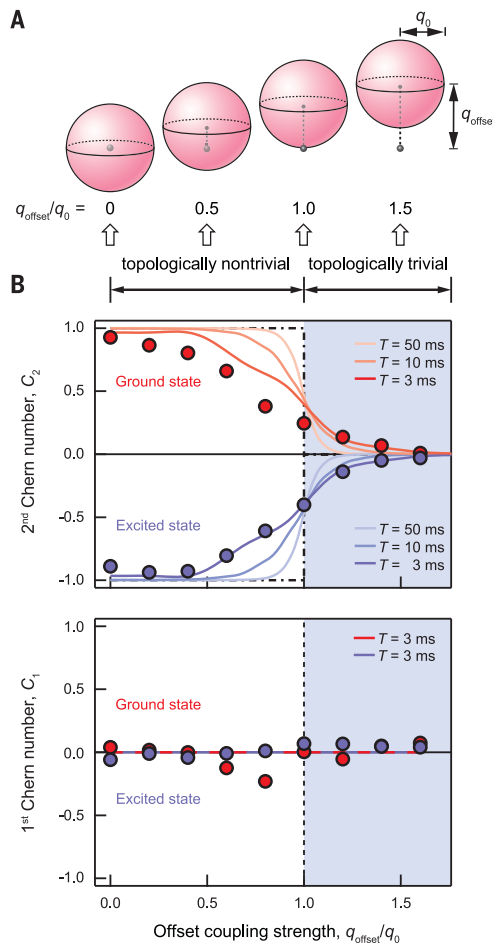 A
q0
qoffset
qoffset/q0 = 0 0.5 1.0 1.5
topologically nontrivial topologically trivial
B
1.0
0.5
0.0
-0.5
-1.0
2nd Chern number, C2
Ground state
T = 50 ms
T = 10 ms
T = 3 ms
Excited state
T = 50 ms
T = 10 ms
T = 3 ms
1.0
0.5
0.0
-0.5
-1.0
1st Chern number, C1
Ground state
T = 3 ms
T = 3 ms
Excited state
0.0 0.5 1.0 1.5
Offset coupling strength, qoffset/q0